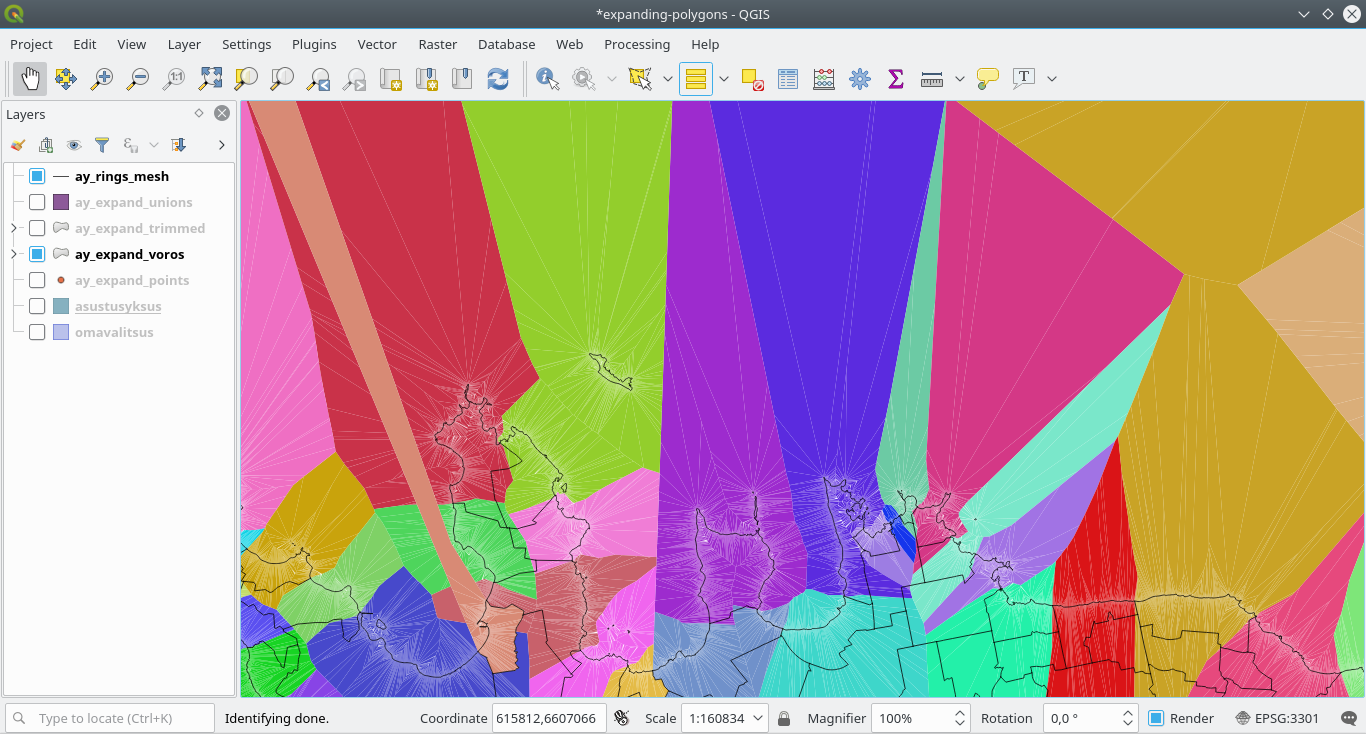 *expanding-polygons - QGIS
Project Edit View Layer Settings Plugins Vector Raster Database Web Processing Help
1:1
T
Layers
ε
ay_rings_mesh
ay_expand_unions
ay_expand_trimmed
ay_expand_voros
ay_expand_points
asustusyksus
omavalitsus
Type to locate (Ctrl+K) Identifying done. Coordinate 615812,6607066 Scale 1:160834 Magnifier 100% Rotation 0,0 ° Render EPSG:3301